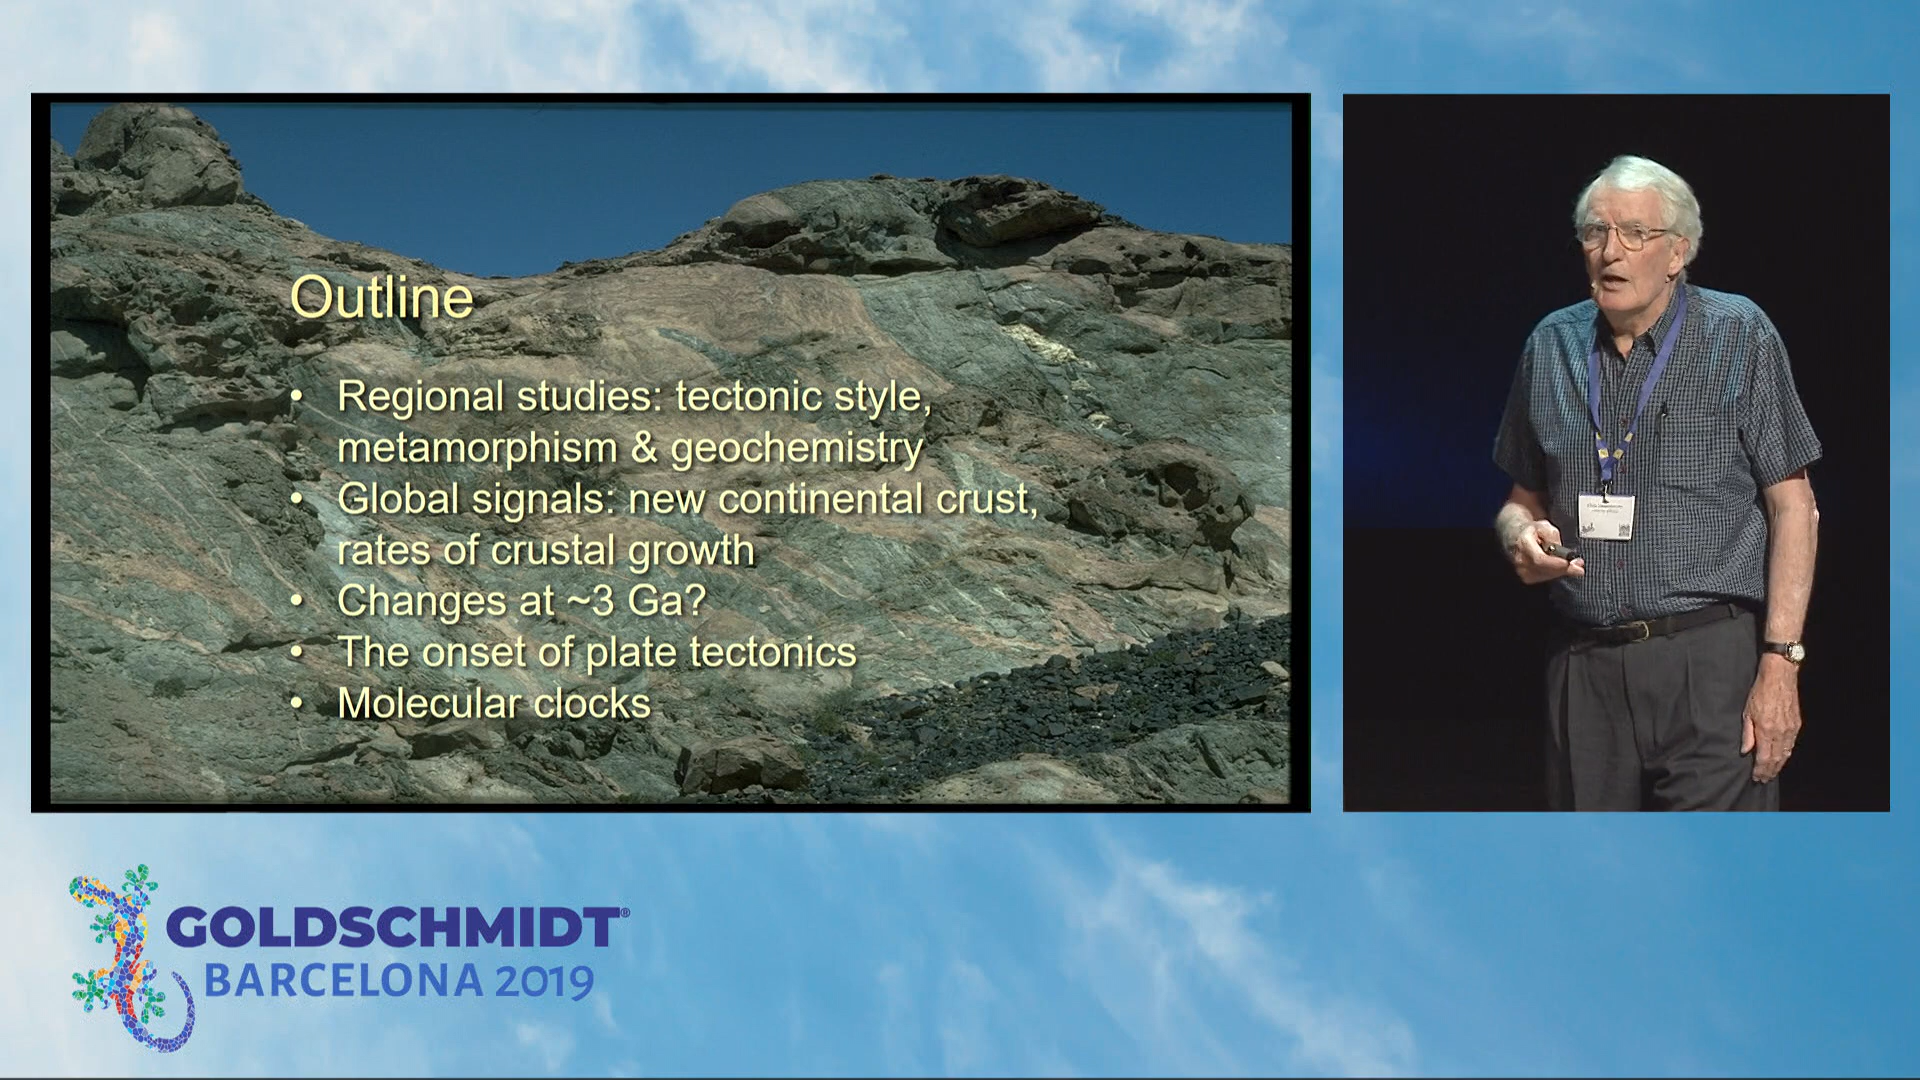 Outline
• Regional studies: tectonic style,
metamorphism & geochemistry
• Global signals: new continental crust,
rates of crustal growth
• Changes at ~3 Ga?
• The onset of plate tectonics
• Molecular clocks
GOLDSCHMIDT®
BARCELONA 2019